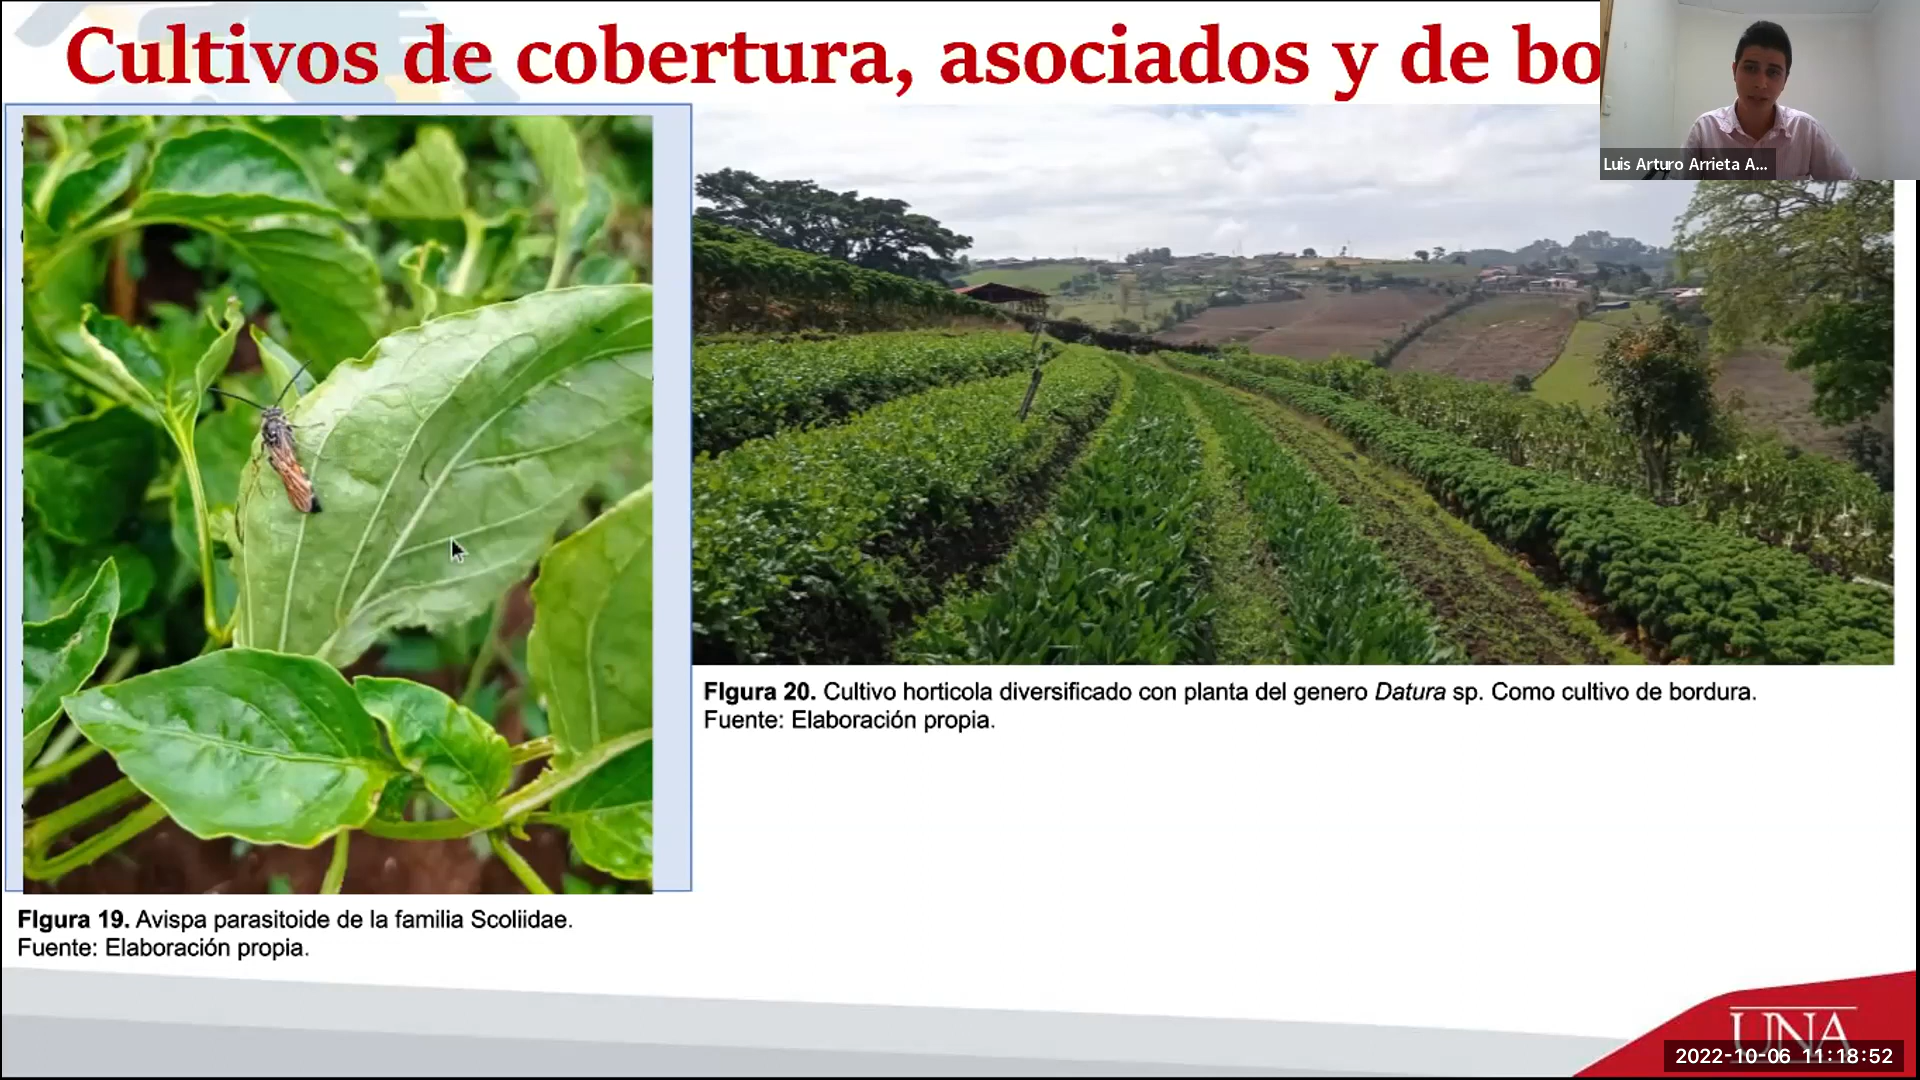 Cultivos de cobertura, asociados y de bo
Luis Arturo Arrieta A...
FIgura 20. Cultivo horticola diversificado con planta del genero Datura sp. Como cultivo de bordura.
Fuente: Elaboración propia.
FIgura 19. Avispa parasitoide de la familia Scoliidae.
Fuente: Elaboración propia.
UNA
2022-10-06 11:18:52